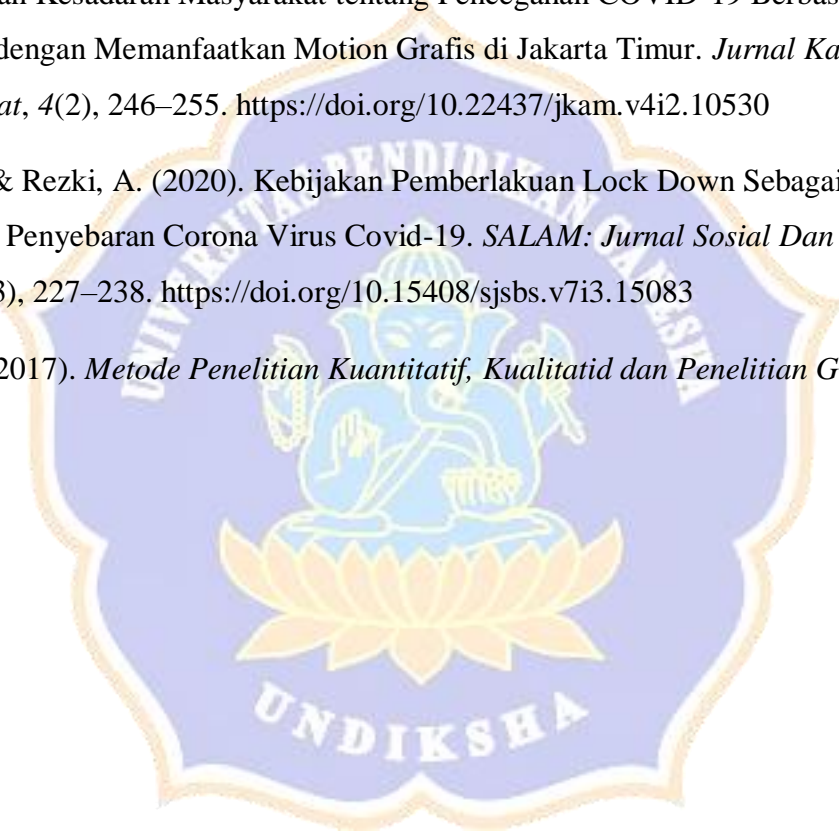 an Kesadaran Masyarakat tentang Pencegahan COVID-19 Berbas
dengan Memanfaatkan Motion Grafis di Jakarta Timur. Jurnal Ka
at, 4(2), 246–255. https://doi.org/10.22437/jkam.v4i2.10530
& Rezki, A. (2020). Kebijakan Pemberlakuan Lock Down Sebagai
Penyebaran Corona Virus Covid-19. SALAM: Jurnal Sosial Dan
), 227–238. https://doi.org/10.15408/sjsbs.v7i3.15083
2017). Metode Penelitian Kuantitatif, Kualitatid dan Penelitian G
UNIVERSITAS PENDIDIKAN GANESHA
UNDIKSHA